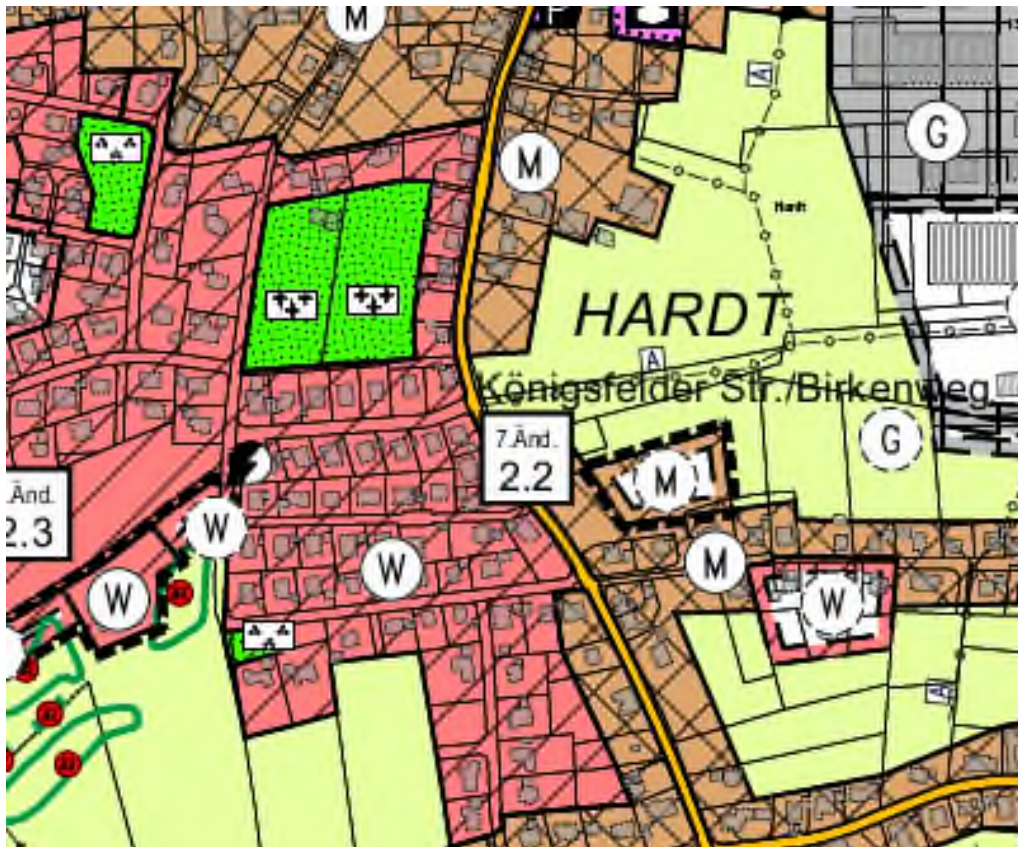 M
P
A
G
M
Hardt
HARDT
A
Königsfelder Str./Birkenweg
G
7.Änd.
2.2
M
.Änd.
2.3
W
W
M
W
W
A